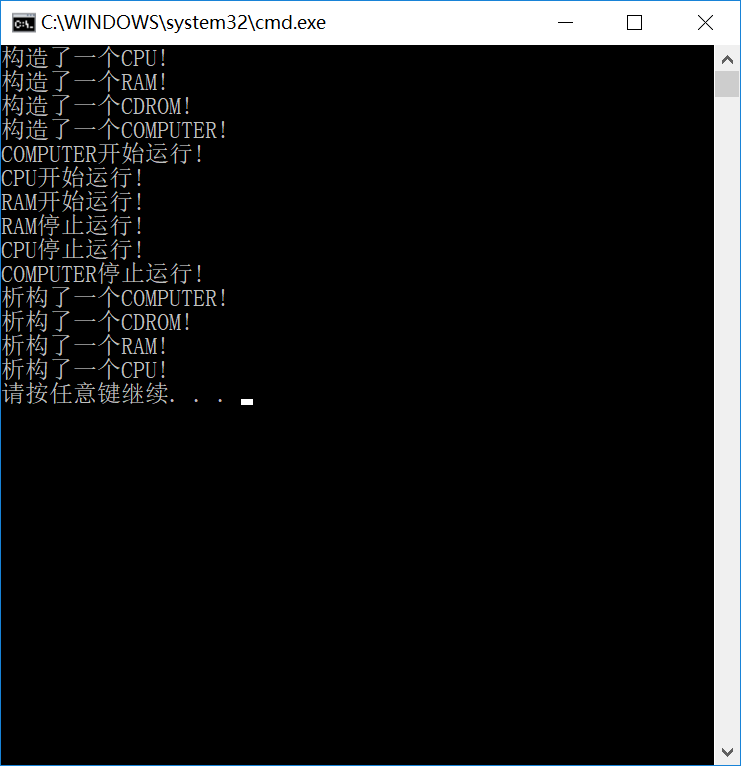 C:\WINDOWS\system32\cmd.exe
构造了一个CPU!
构造了一个RAM!
构造了一个CDROM!
构造了一个COMPUTER!
COMPUTER开始运行!
CPU开始运行!
RAM开始运行!
RAM停止运行!
CPU停止运行!
COMPUTER停止运行!
析构了一个COMPUTER!
析构了一个CDROM!
析构了一个RAM!
析构了一个CPU!
请按任意键继续. . .